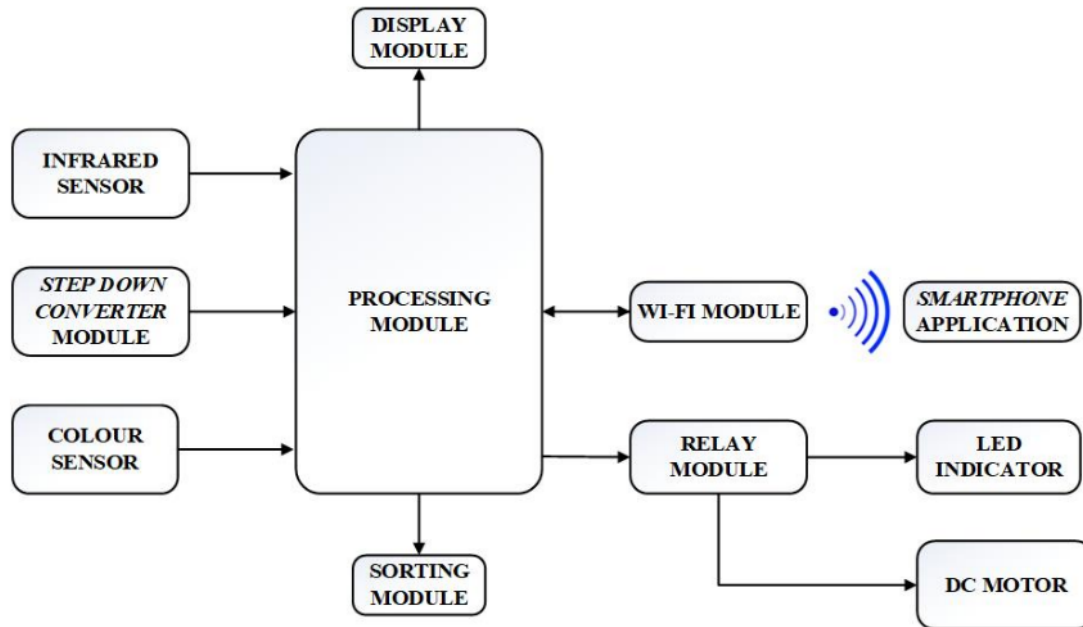 DISPLAY
MODULE
INFRARED
SENSOR
STEP DOWN
CONVERTER
MODULE
COLOUR
SENSOR
PROCESSING
MODULE
SORTING
MODULE
WI-FI MODULE
SMARTPHONE
APPLICATION
RELAY
MODULE
LED
INDICATOR
DC MOTOR